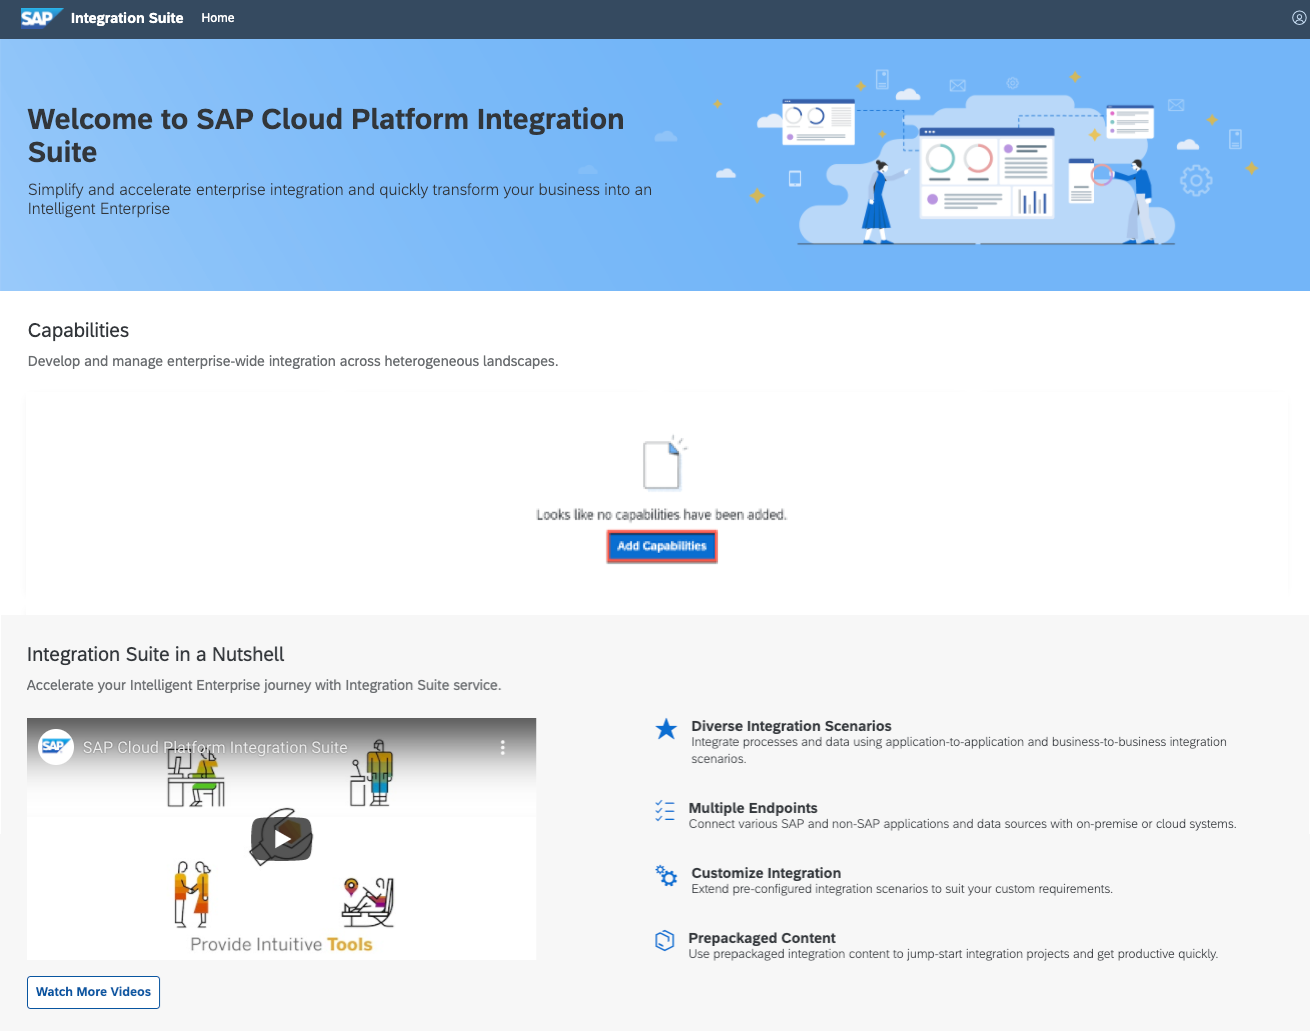 SAP Integration Suite Home
Welcome to SAP Cloud Platform Integration
Suite
Simplify and accelerate enterprise integration and quickly transform your business into an
Intelligent Enterprise
Capabilities
Develop and manage enterprise-wide integration across heterogeneous landscapes.
Looks like no capabilities have been added.
Add Capabilities
Integration Suite in a Nutshell
Accelerate your Intelligent Enterprise journey with Integration Suite service.
SAP SAP Cloud Platform Integration Suite
Provide Intuitive Tools
Watch More Videos
Diverse Integration Scenarios
Integrate processes and data using application-to-application and business-to-business integration
scenarios.
Multiple Endpoints
Connect various SAP and non-SAP applications and data sources with on-premise or cloud systems.
Customize Integration
Extend pre-configured integration scenarios to suit your custom requirements.
Prepackaged Content
Use prepackaged integration content to jump-start integration projects and get productive quickly.